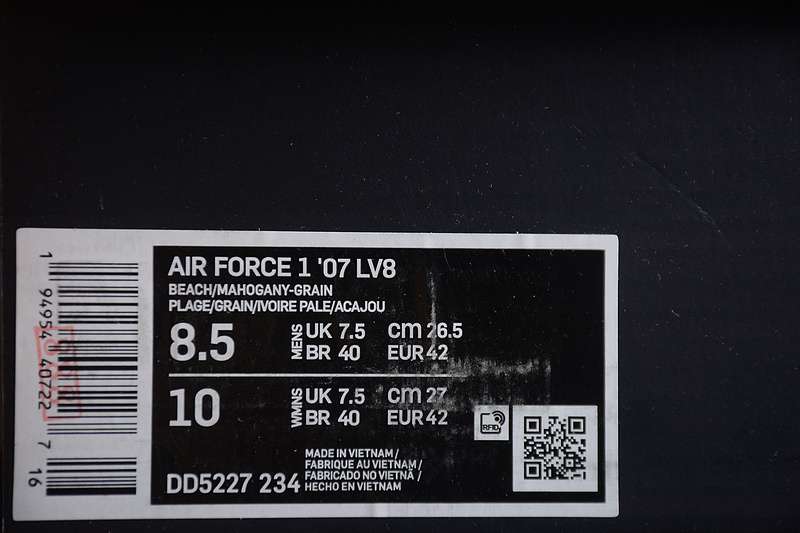 AIR FORCE 1 '07 LV8
BEACH/MAHOGANY-GRAIN
PLAGE/GRAIN/IVOIRE PALE/ACAJOU
8.5 MENS UK 7.5 CM 26.5
BR 40 EUR 42
10 WMNS UK 7.5 CM 27
BR 40 EUR 42
RFID
DD5227 234
MADE IN VIETNAM /
FABRIQUE AU VIETNAM /
FABRICADO NO VIETNÃ /
HECHO EN VIETNAM
1 94954 40722 7 16